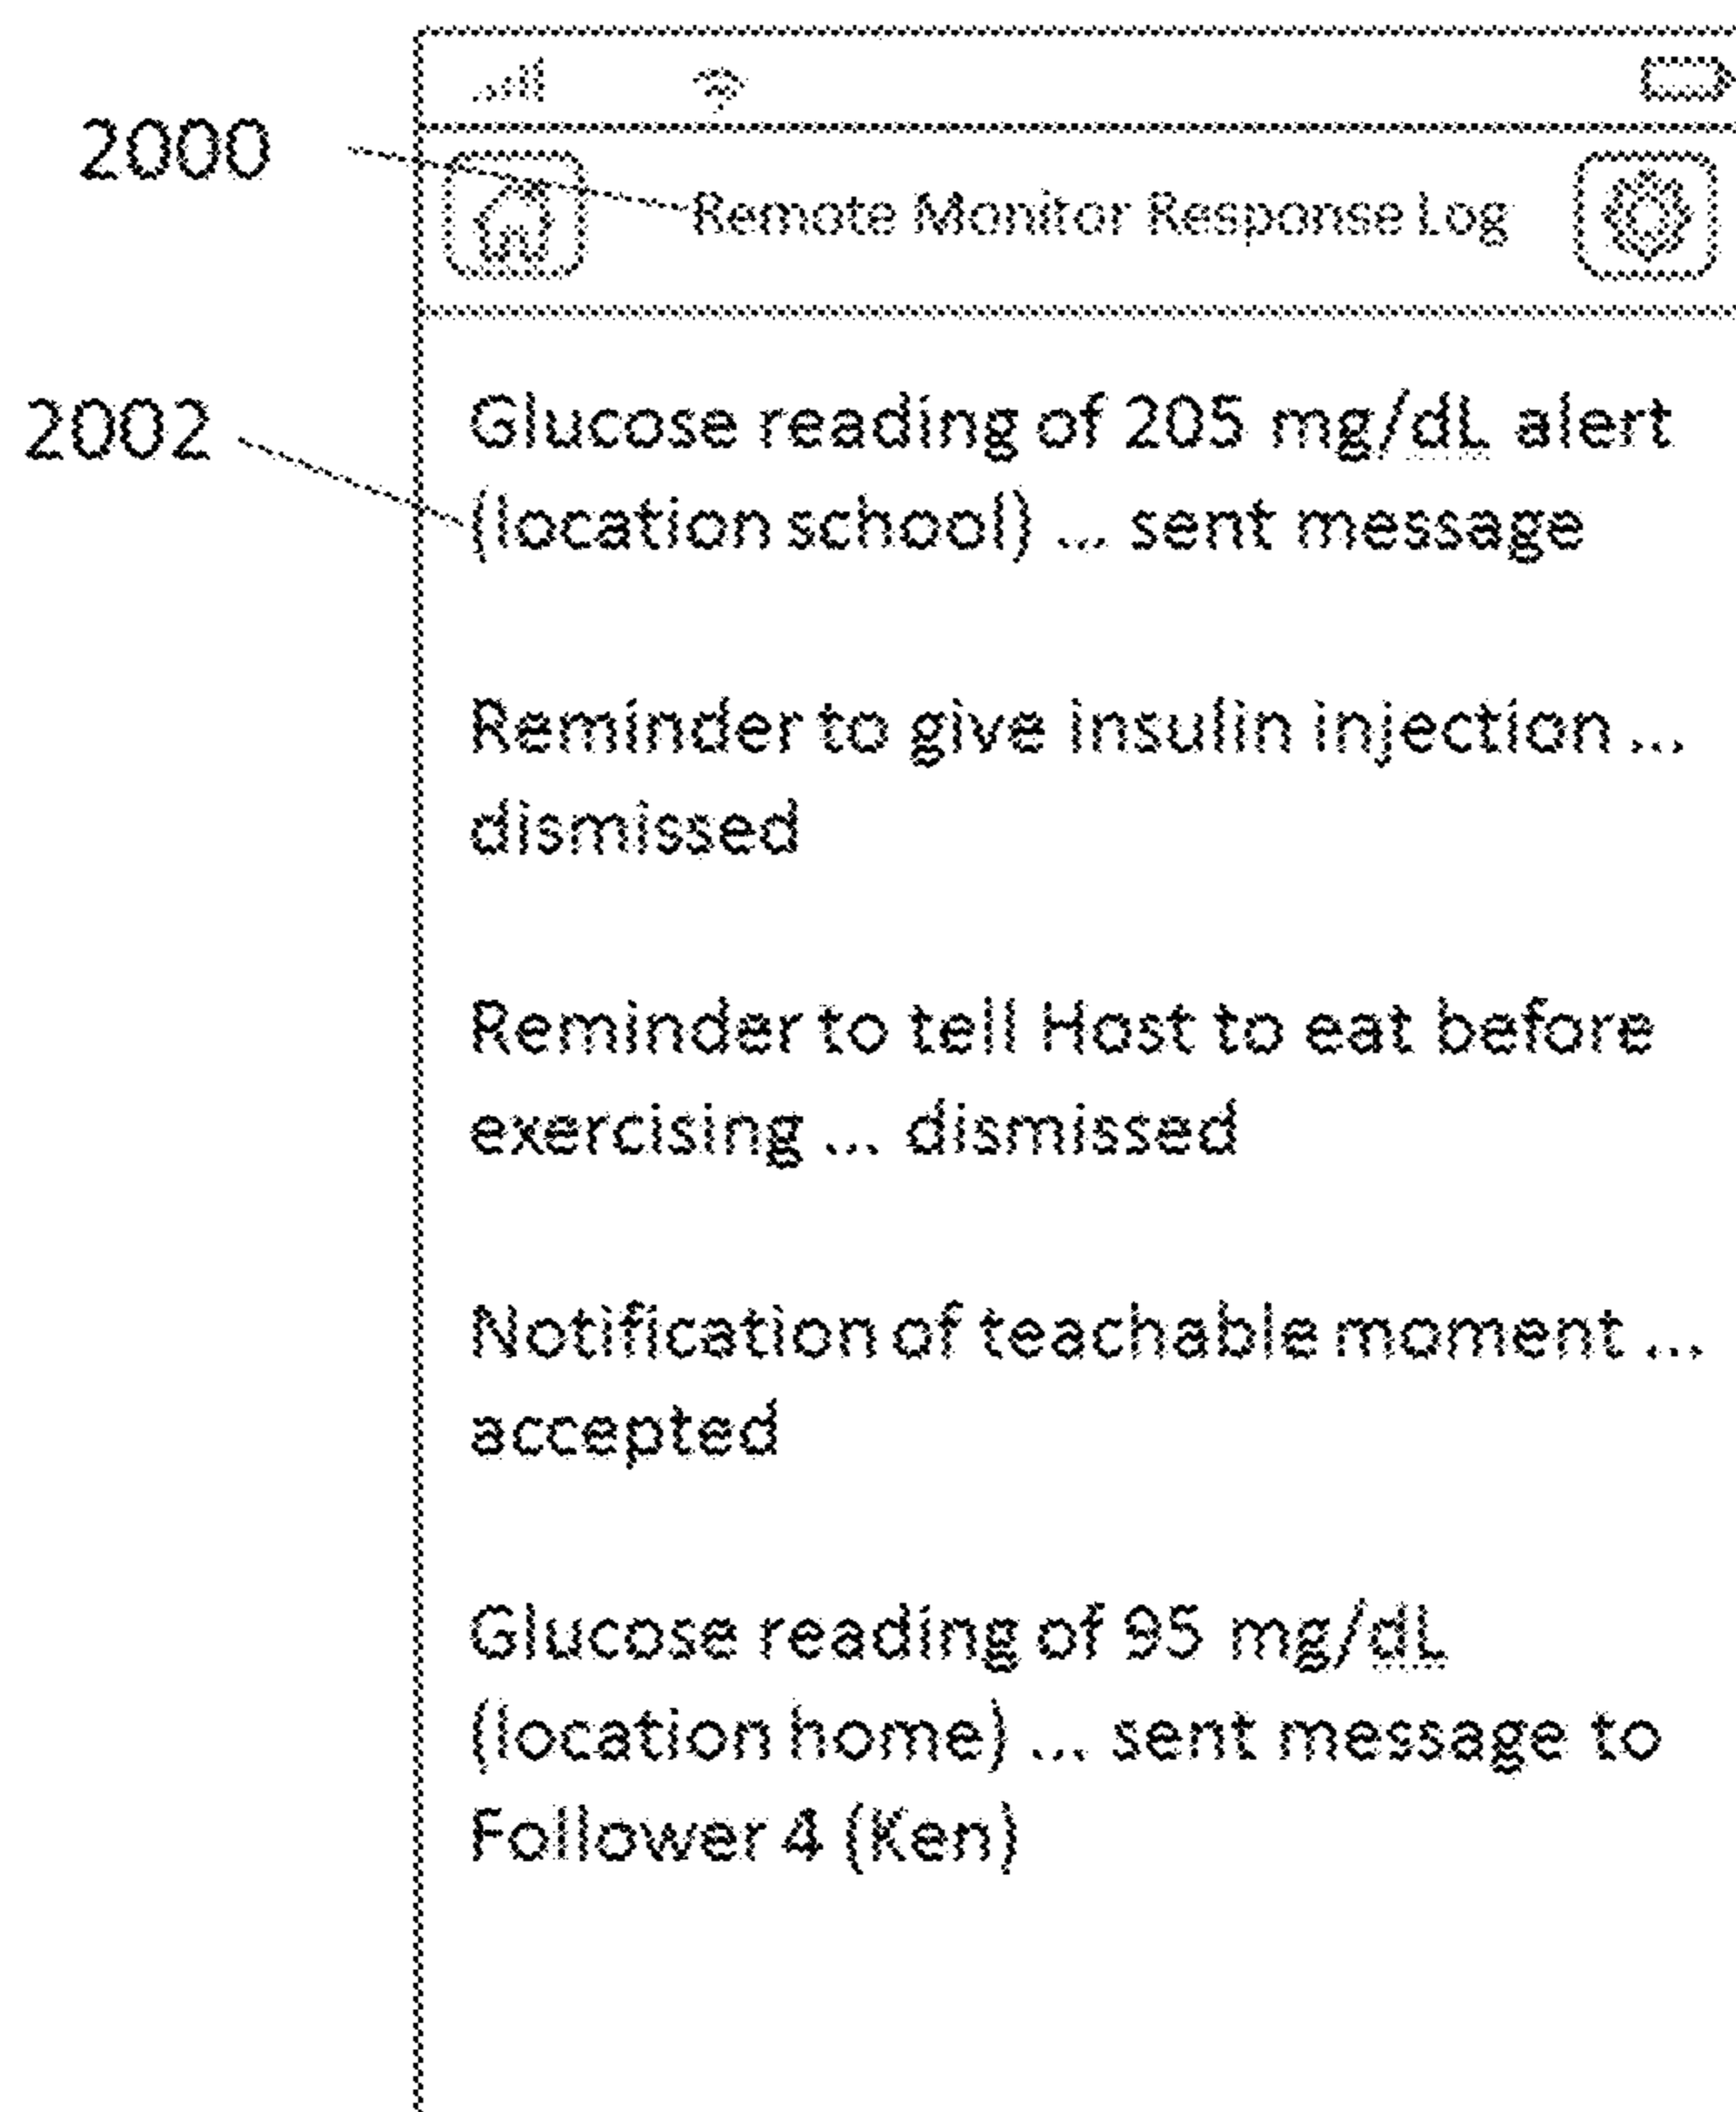 2000
Remote Monitor Response Log
2002
Glucose reading of 205 mg/dL alert
(location school) ... sent message
Reminder to give insulin injection ...
dismissed
Reminder to tell Host to eat before
exercising ... dismissed
Notification of teachable moment ...
accepted
Glucose reading of 95 mg/dL
(location home) ... sent message to
Follower 4 (Ken)